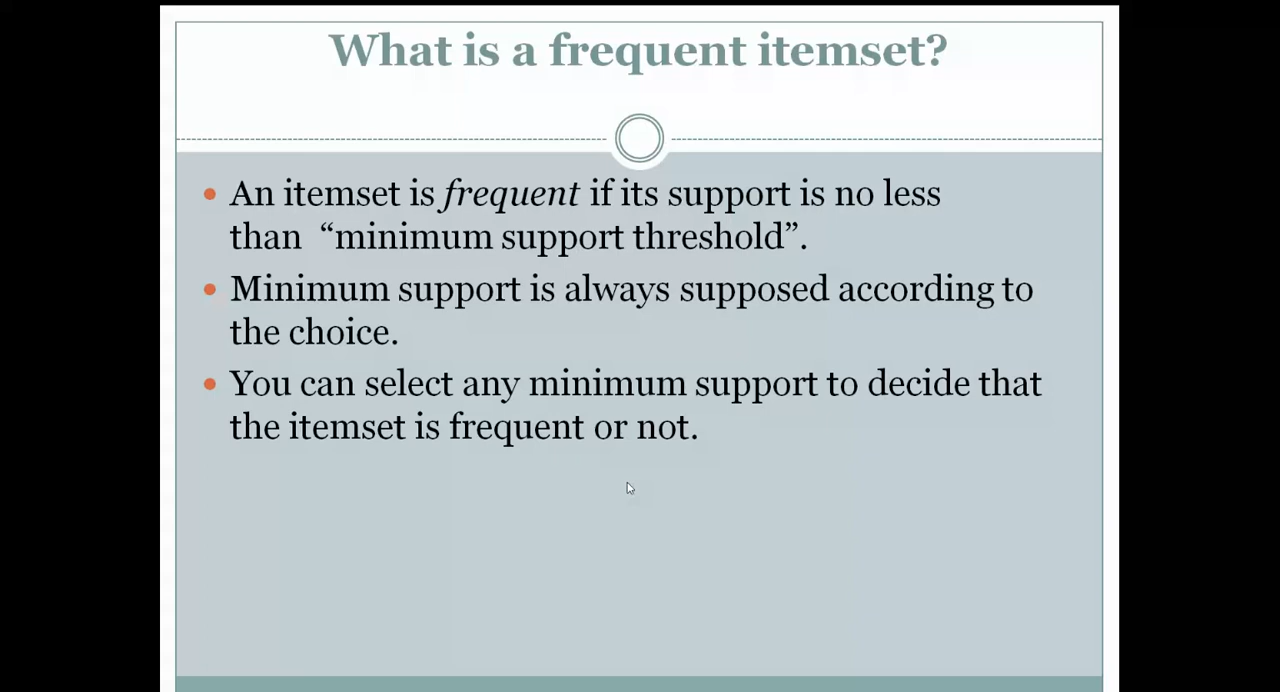 What is a frequent itemset?
• An itemset is frequent if its support is no less
than “minimum support threshold”.
• Minimum support is always supposed according to
the choice.
• You can select any minimum support to decide that
the itemset is frequent or not.